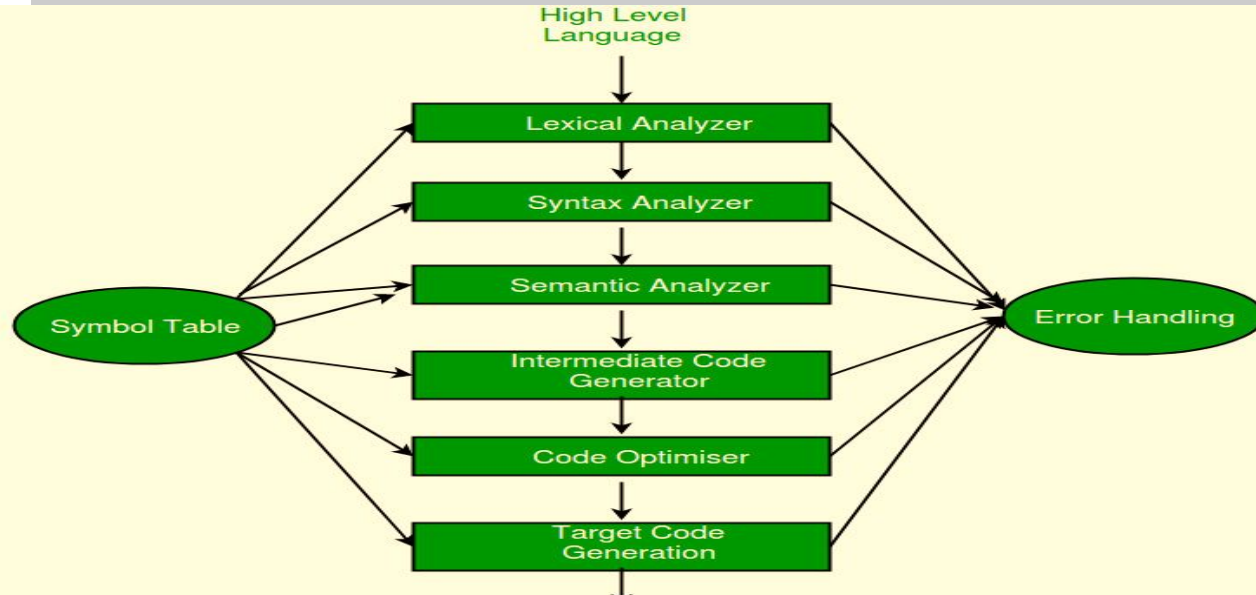 High Level
Language
Lexical Analyzer
Syntax Analyzer
Semantic Analyzer
Symbol Table
Error Handling
Intermediate Code
Generator
Code Optimiser
Target Code
Generation